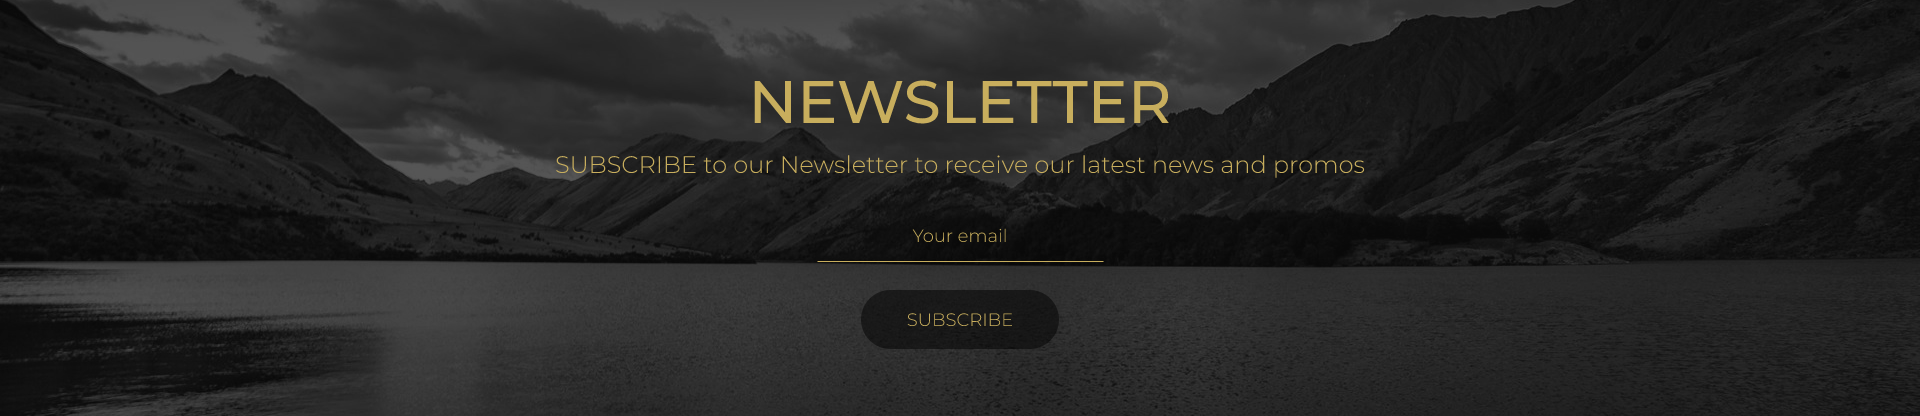 NEWSLETTER
SUBSCRIBE to our Newsletter to receive our latest news and promos
Your email
SUBSCRIBE